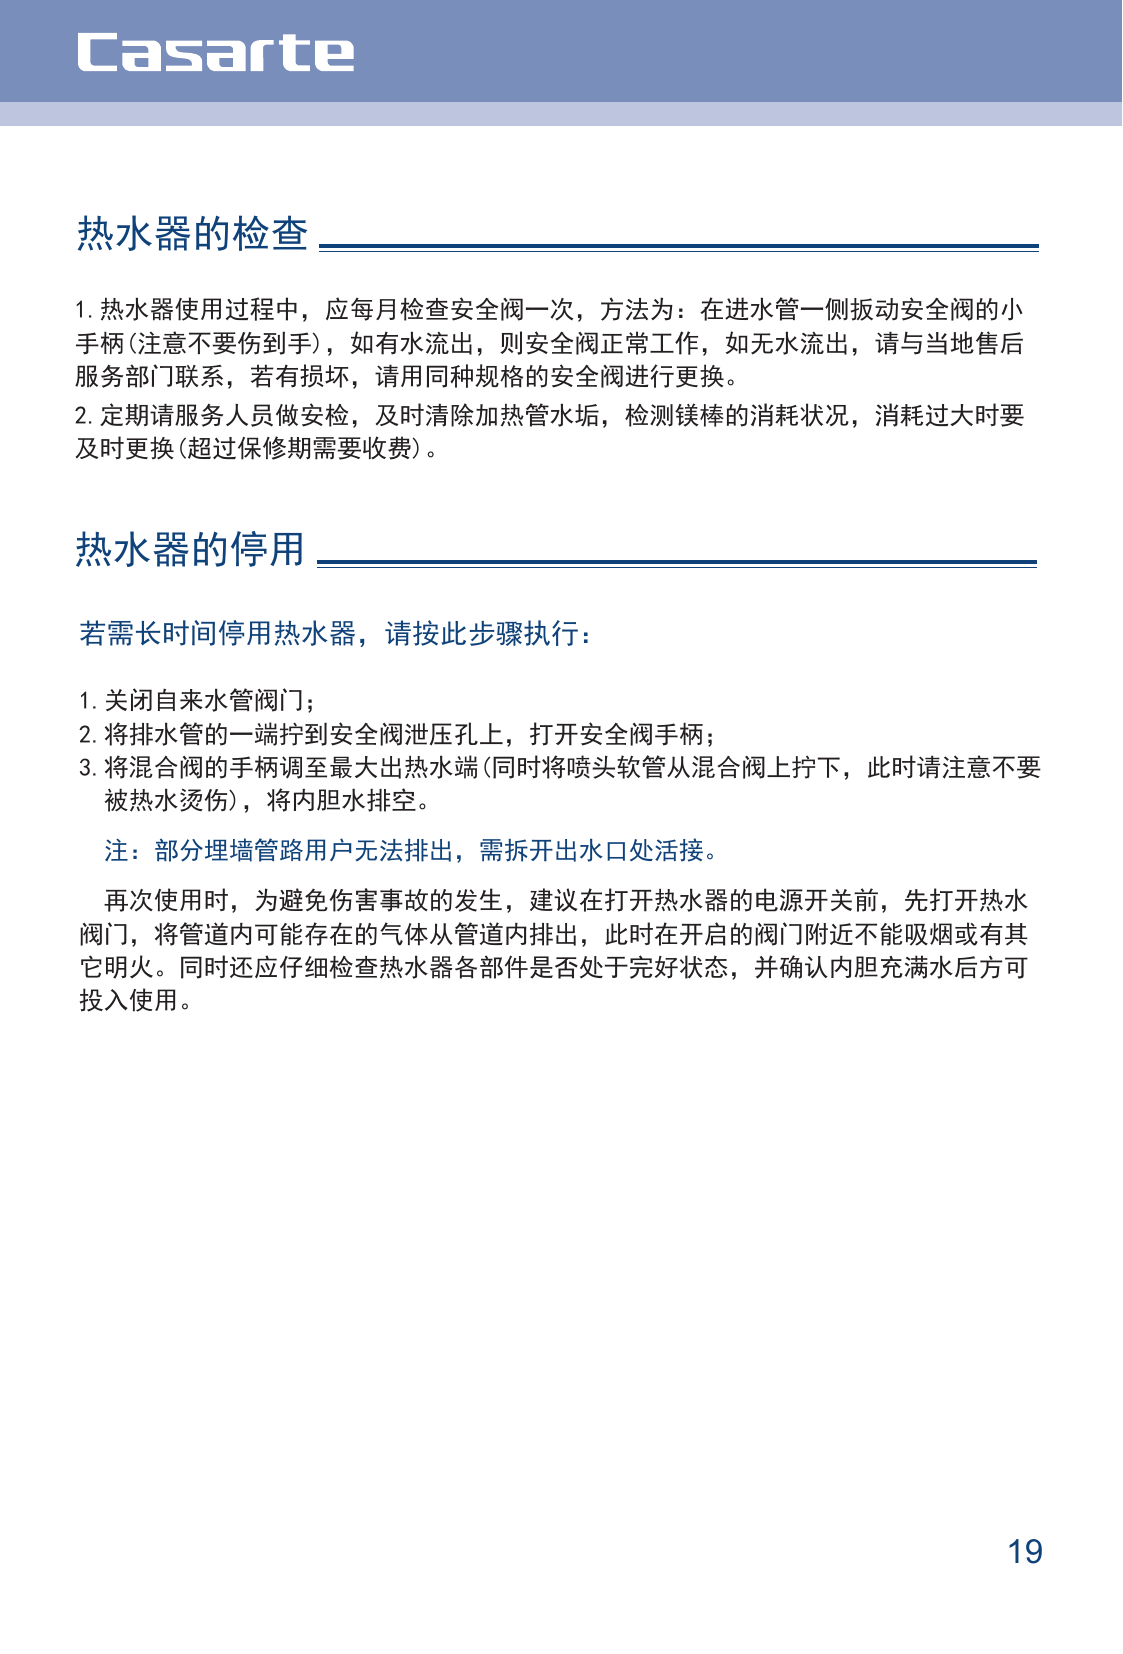 Casarte
热水器的检查
1.热水器使用过程中，应每月检查安全阀一次，方法为：在进水管一侧扳动安全阀的小
手柄(注意不要伤到手)，如有水流出，则安全阀正常工作，如无水流出，请与当地售后
服务部门联系，若有损坏，请用同种规格的安全阀进行更换。
2.定期请服务人员做安检，及时清除加热管水垢，检测镁棒的消耗状况，消耗过大时要
及时更换(超过保修期需要收费)。
热水器的停用
若需长时间停用热水器，请按此步骤执行：
1.关闭自来水管阀门；
2.将排水管的一端拧到安全阀泄压孔上，打开安全阀手柄；
3.将混合阀的手柄调至最大出热水端(同时将喷头软管从混合阀上拧下，此时请注意不要
被热水烫伤)，将内胆水排空。
注：部分埋墙管路用户无法排出，需拆开出水口处活接。
再次使用时，为避免伤害事故的发生，建议在打开热水器的电源开关前，先打开热水
阀门，将管道内可能存在的气体从管道内排出，此时在开启的阀门附近不能吸烟或有其
它明火。同时还应仔细检查热水器各部件是否处于完好状态，并确认内胆充满水后方可
投入使用。
19